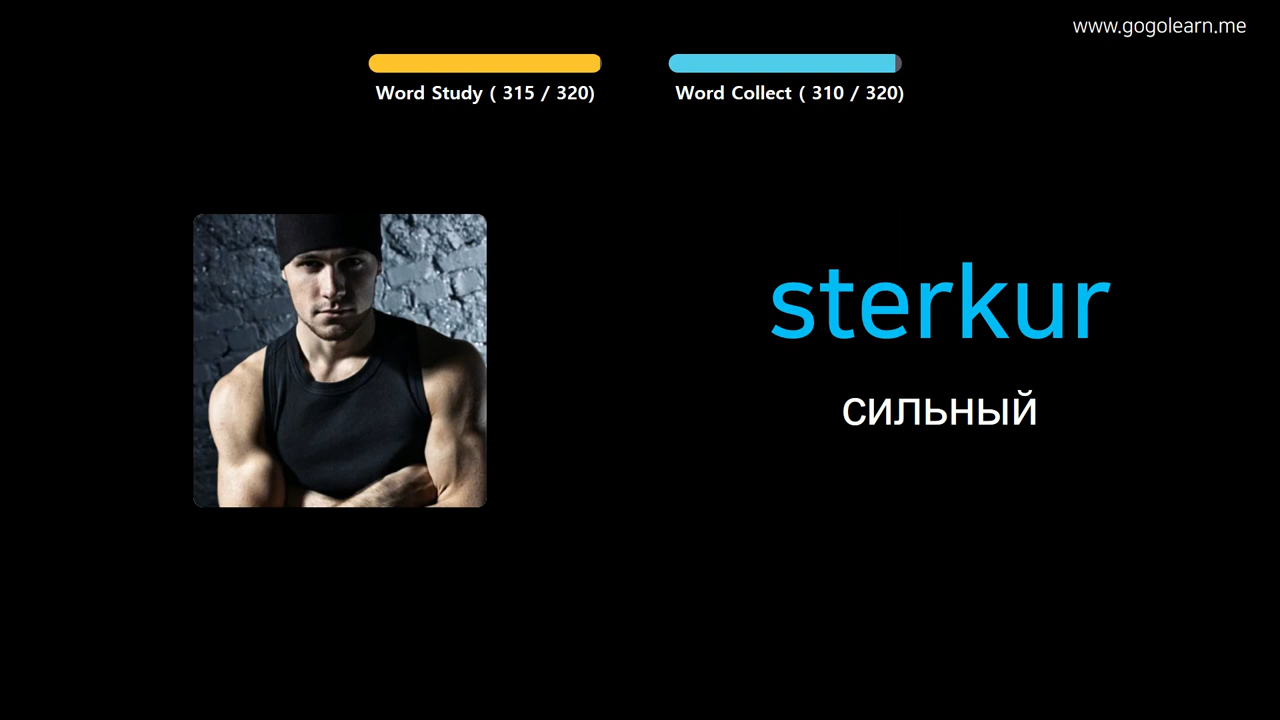 www.gogolearn.me
Word Study ( 315 / 320)
Word Collect ( 310 / 320)
sterkur
сильный